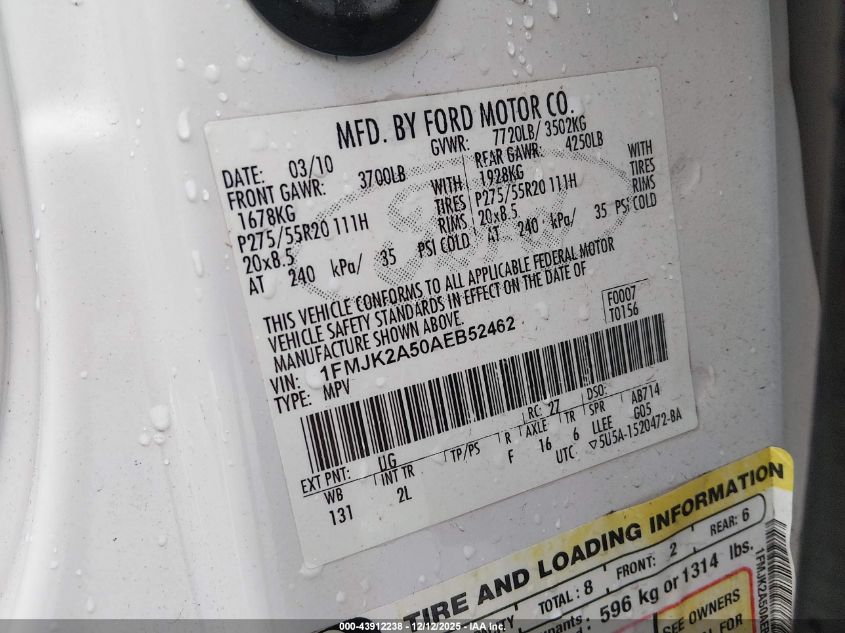 MFD. BY FORD MOTOR CO.
DATE: 03/10 GVWR: 7720LB/ 3502KG
FRONT GAWR: 3700LB REAR GAWR: 4250LB
1678KG WITH 1928KG WITH
P275/55R20 111H TIRES P275/55R20 111H TIRES
20x8.5 RIMS 20x8.5 RIMS
AT 240 kPa/ 35 PSI COLD AT 240 kPa/ 35 PSI COLD
THIS VEHICLE CONFORMS TO ALL APPLICABLE FEDERAL MOTOR
VEHICLE SAFETY STANDARDS IN EFFECT ON THE DATE OF
MANUFACTURE SHOWN ABOVE.
F0007
VIN: 1FMJK2A50AEB52462
T0156
TYPE: MPV
EXT PNT: UG RC: 27 DSO:
WB INT TR TP/PS R AXLE TR SPR AB714
131 2L F 16 6 LLEE G05
UTC ▽5U5A-1520472-BA
TIRE AND LOADING INFORMATION
TOTAL: 8 FRONT: 2 REAR: 6
596 kg or 1314 lbs.
SEE OWNERS
FOR
000-43912238 - 12/12/2025 - IAA Inc.